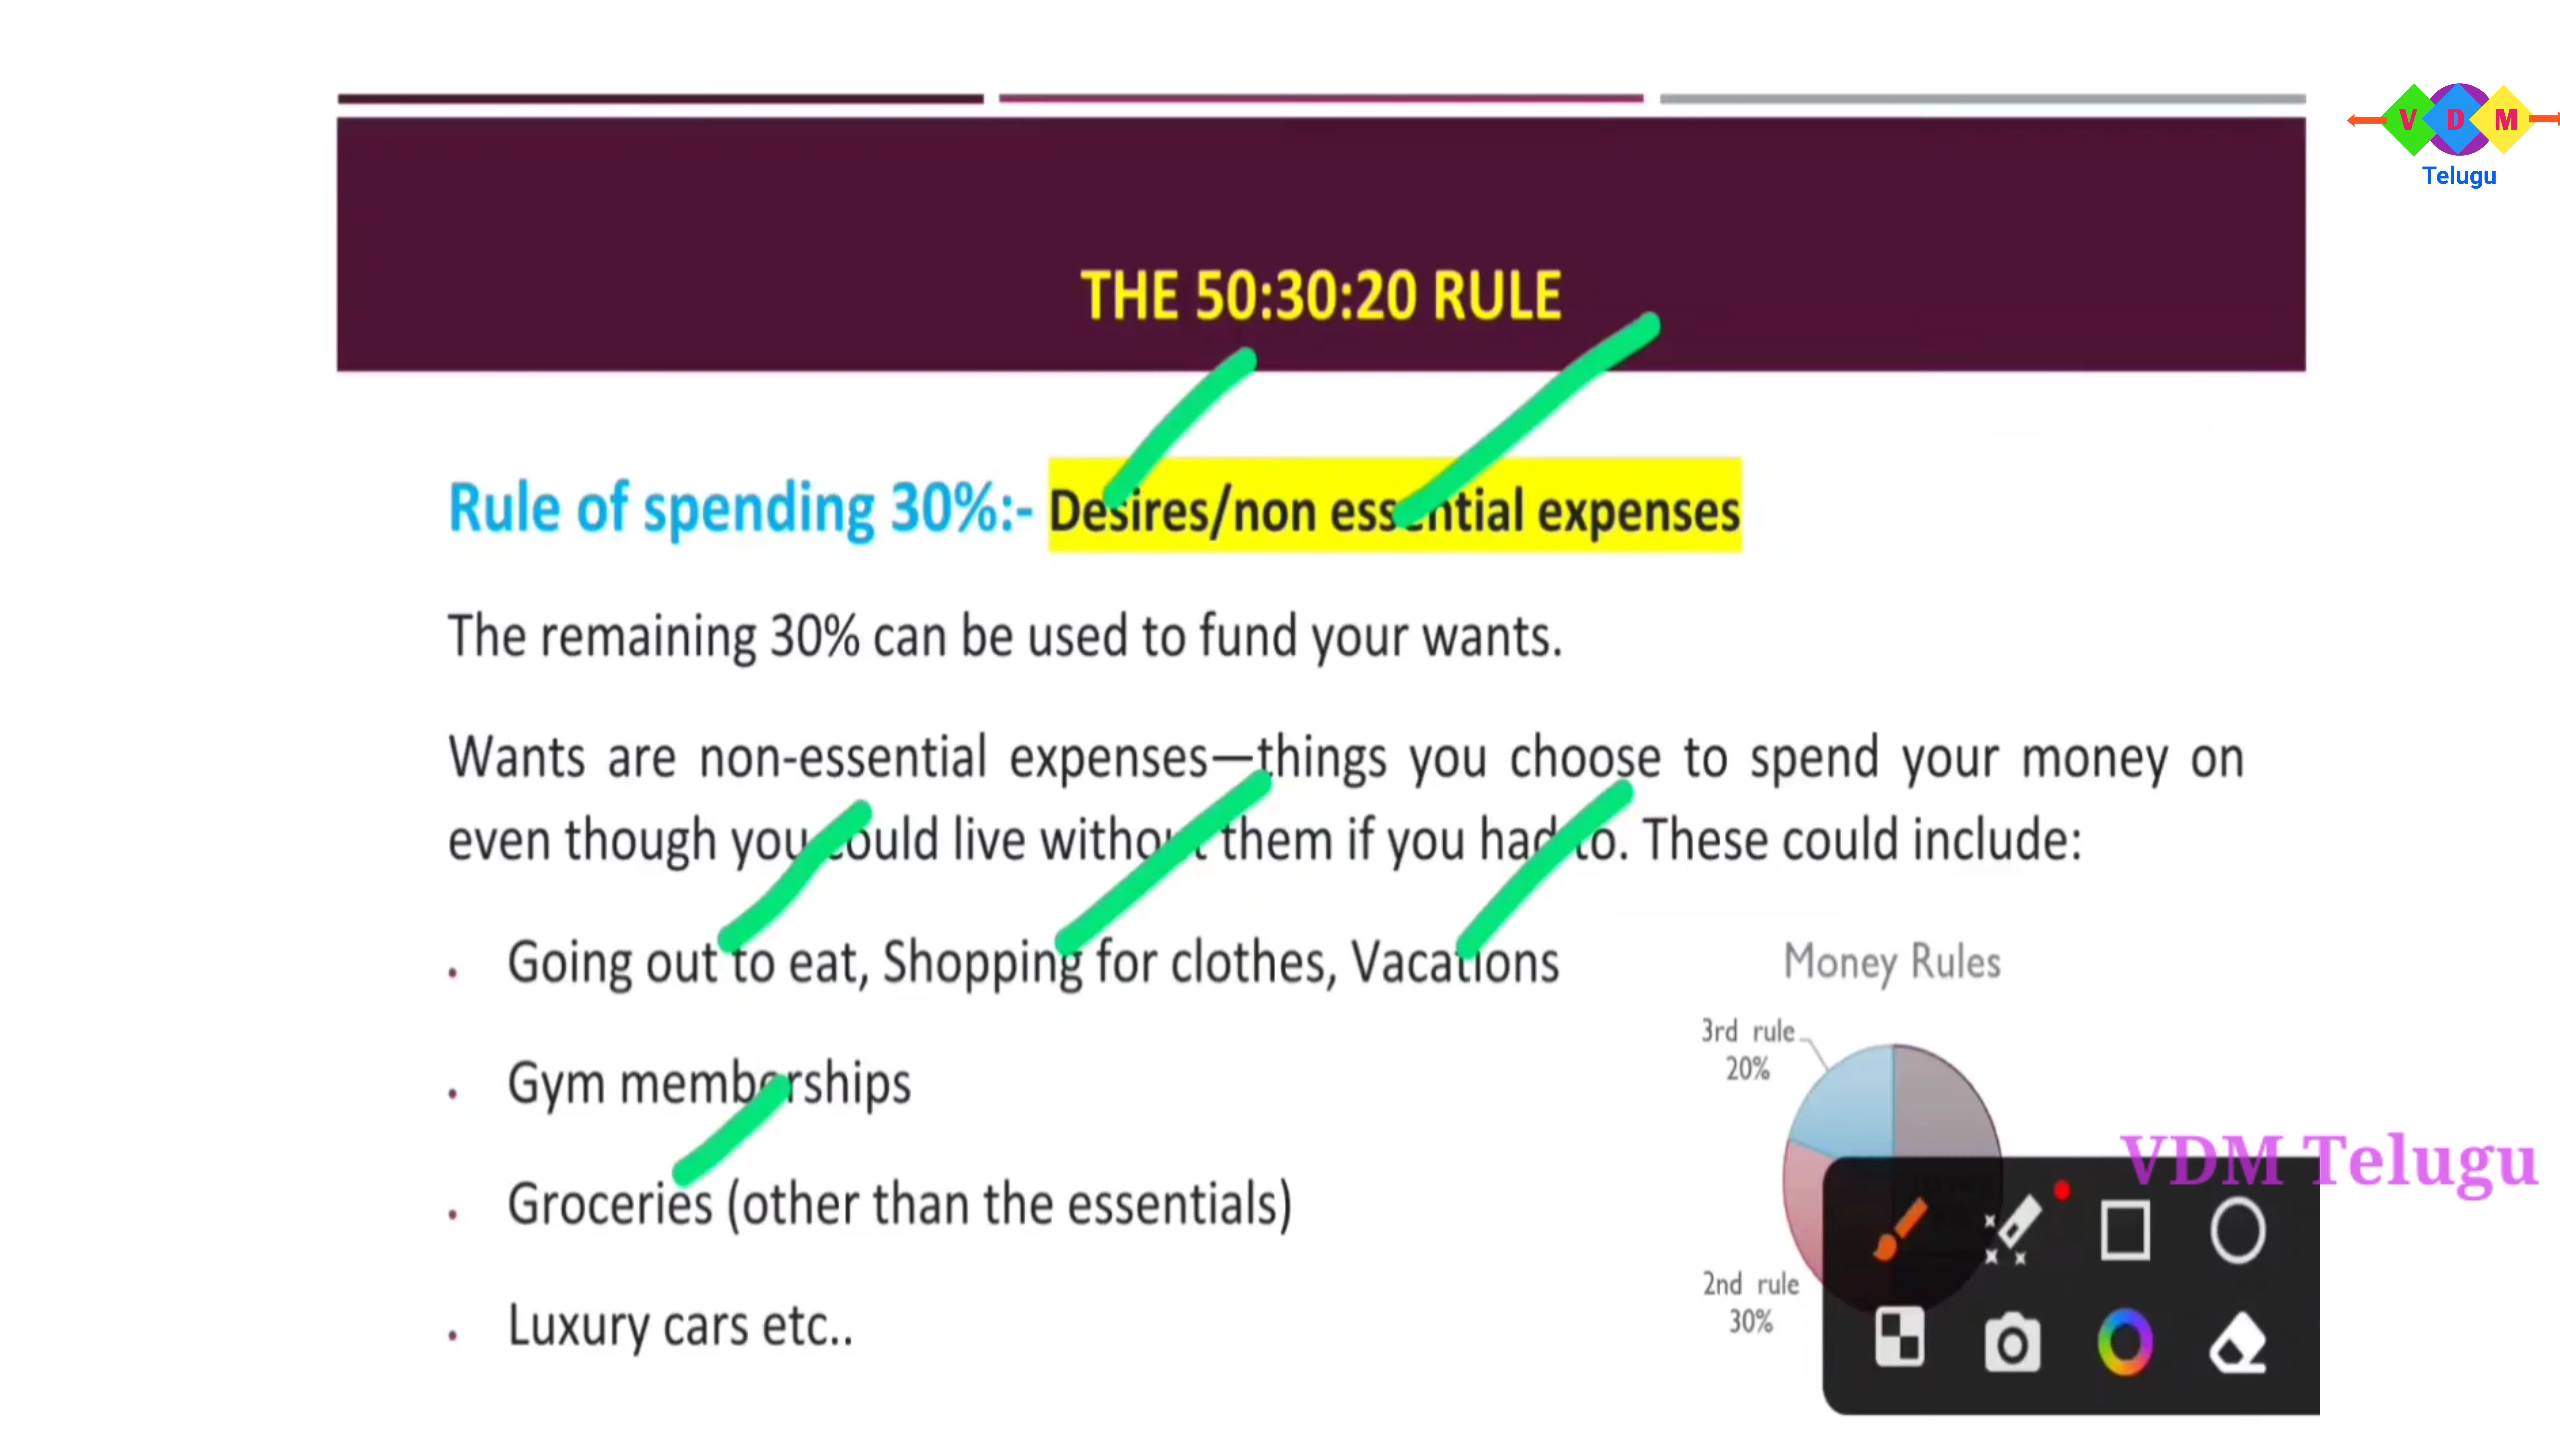 V D M
Telugu
THE 50:30:20 RULE
Rule of spending 30%:- Desires/non essential expenses
The remaining 30% can be used to fund your wants.
Wants are non-essential expenses—things you choose to spend your money on
even though you could live without them if you had to. These could include:
• Going out to eat, Shopping for clothes, Vacations
• Gym memberships
• Groceries (other than the essentials)
• Luxury cars etc..
Money Rules
3rd rule
20%
VDM Telugu
2nd rule
30%